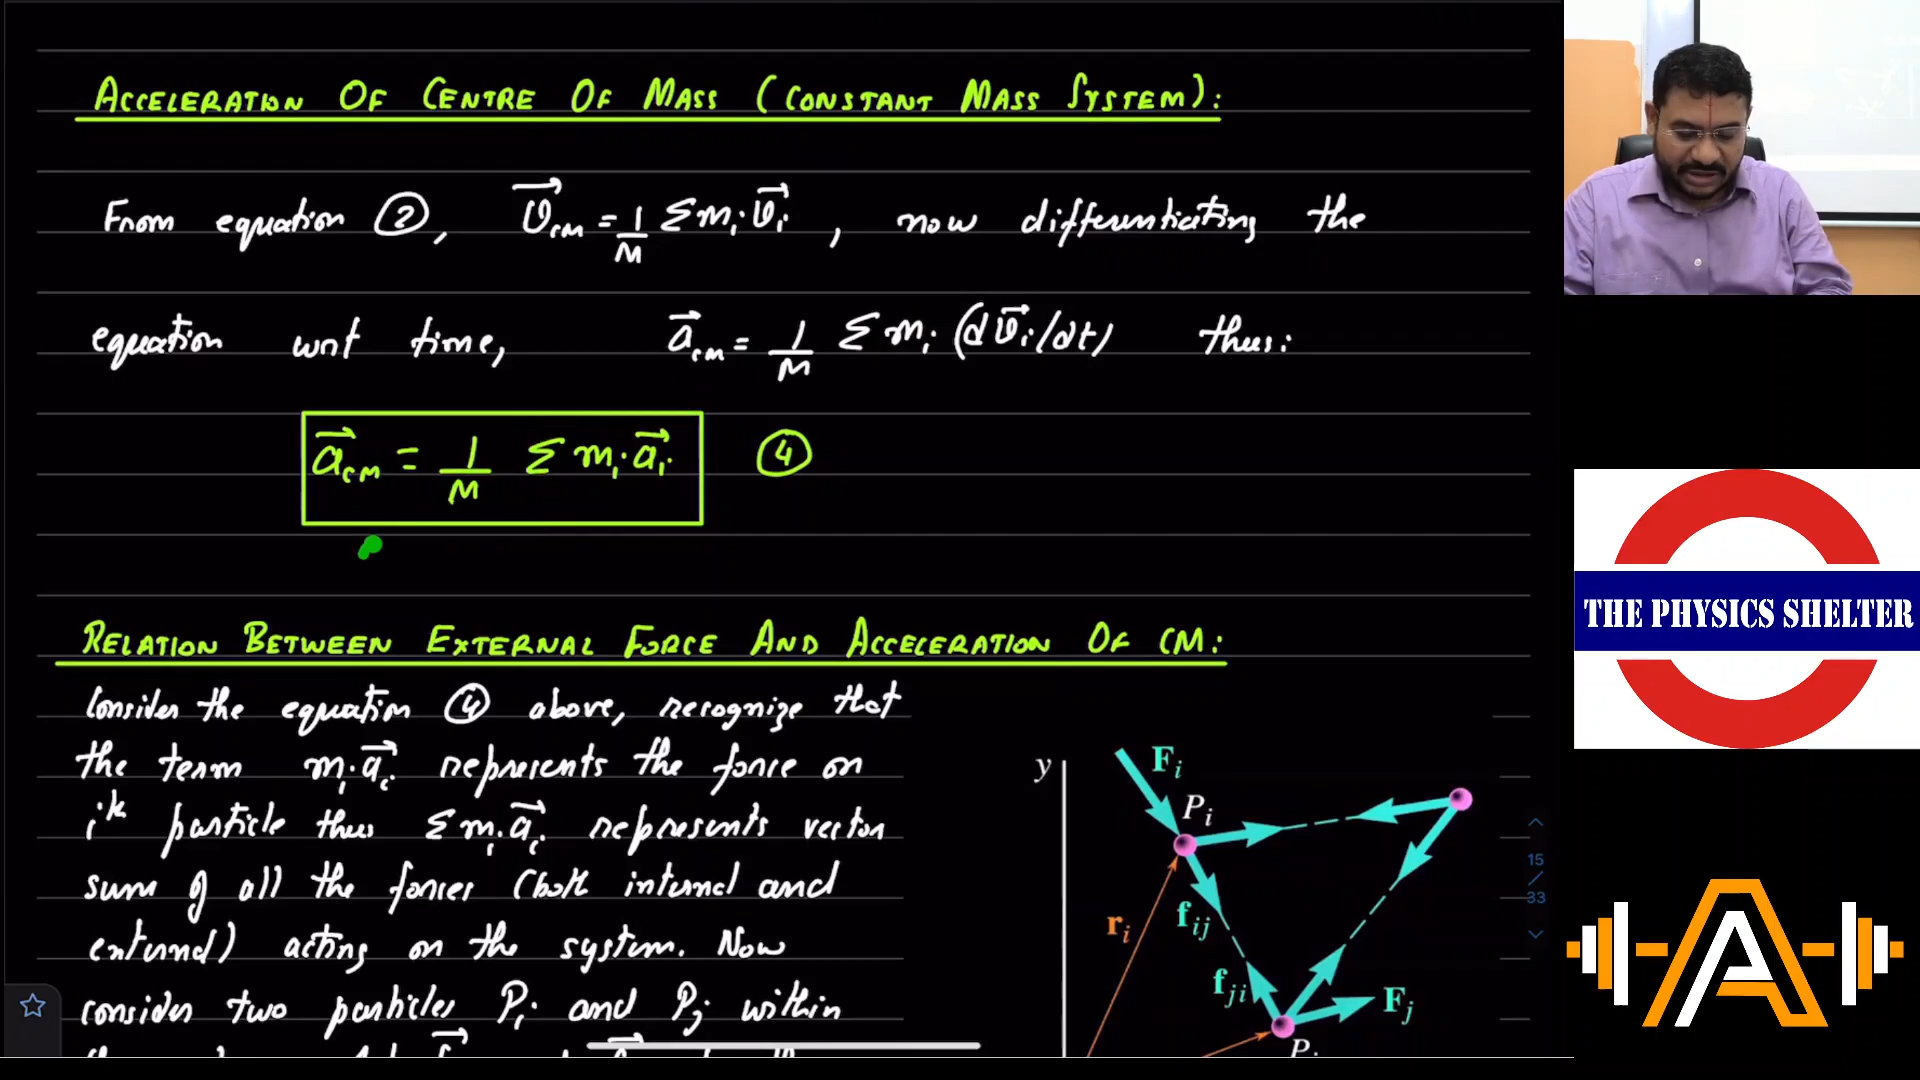 ACCELERATION OF CENTRE OF MASS (CONSTANT MASS SYSTEM):
From equation ②, v⃗cm = 1/M Σmᵢ·v⃗ᵢ, now differentiating the
equation wrt time, a⃗cm = 1/M Σmᵢ(dv⃗ᵢ/dt) thus:
a⃗cm = 1/M Σmᵢ·a⃗ᵢ ④
RELATION BETWEEN EXTERNAL FORCE AND ACCELERATION OF CM:
Consider the equation ④ above, recognize that
the term mᵢ·a⃗ᵢ represents the force on
iᵗʰ particle thus Σmᵢ·a⃗ᵢ represents vector
sum of all the forces (both internal and
external) acting on the system. Now
consider two particles Pᵢ and Pⱼ within
y
Fᵢ
Pᵢ
rᵢ
fᵢⱼ
fⱼᵢ
Fⱼ
15
/
33
THE PHYSICS SHELTER
A